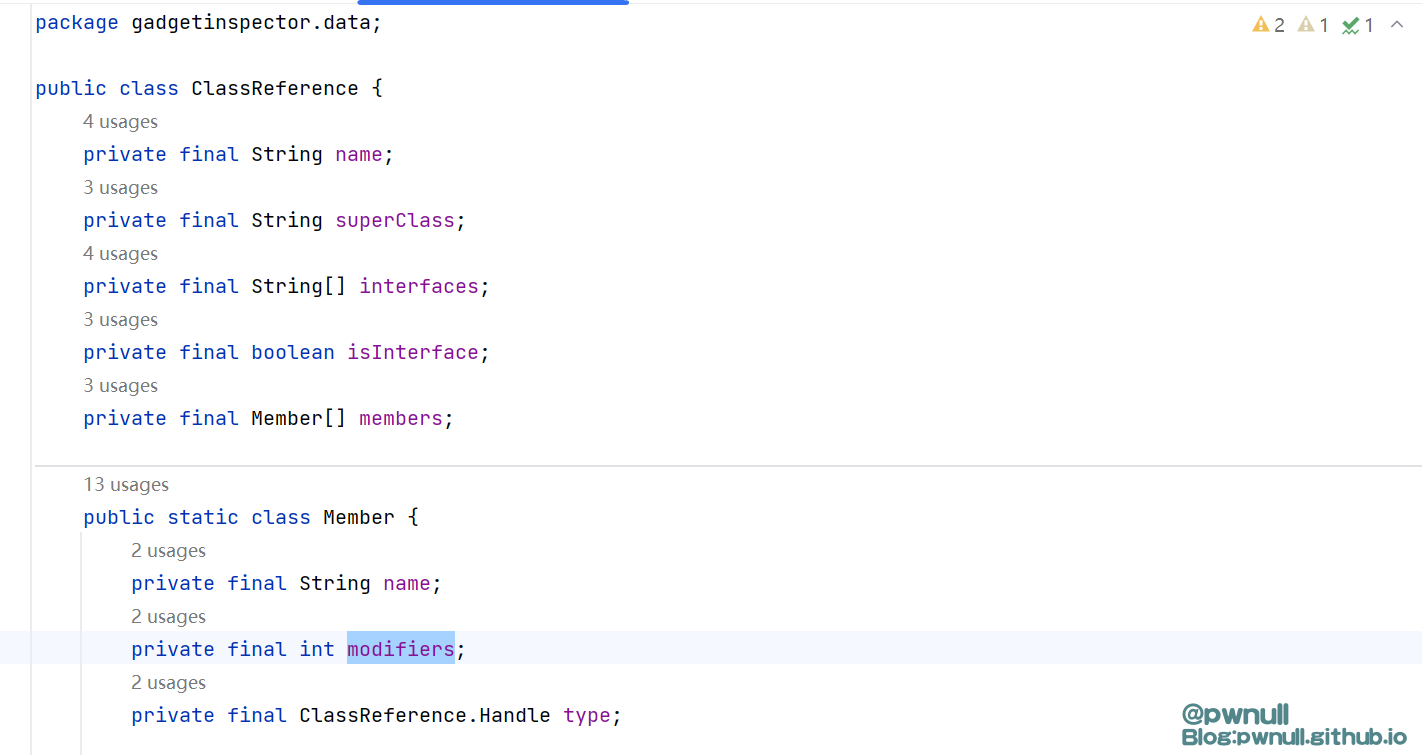 package gadgetinspector.data;
2 1 1
public class ClassReference {
4 usages
private final String name;
3 usages
private final String superClass;
4 usages
private final String[] interfaces;
3 usages
private final boolean isInterface;
3 usages
private final Member[] members;
13 usages
public static class Member {
2 usages
private final String name;
2 usages
private final int modifiers;
2 usages
private final ClassReference.Handle type;
@pwnull
Blog:pwnull.github.io